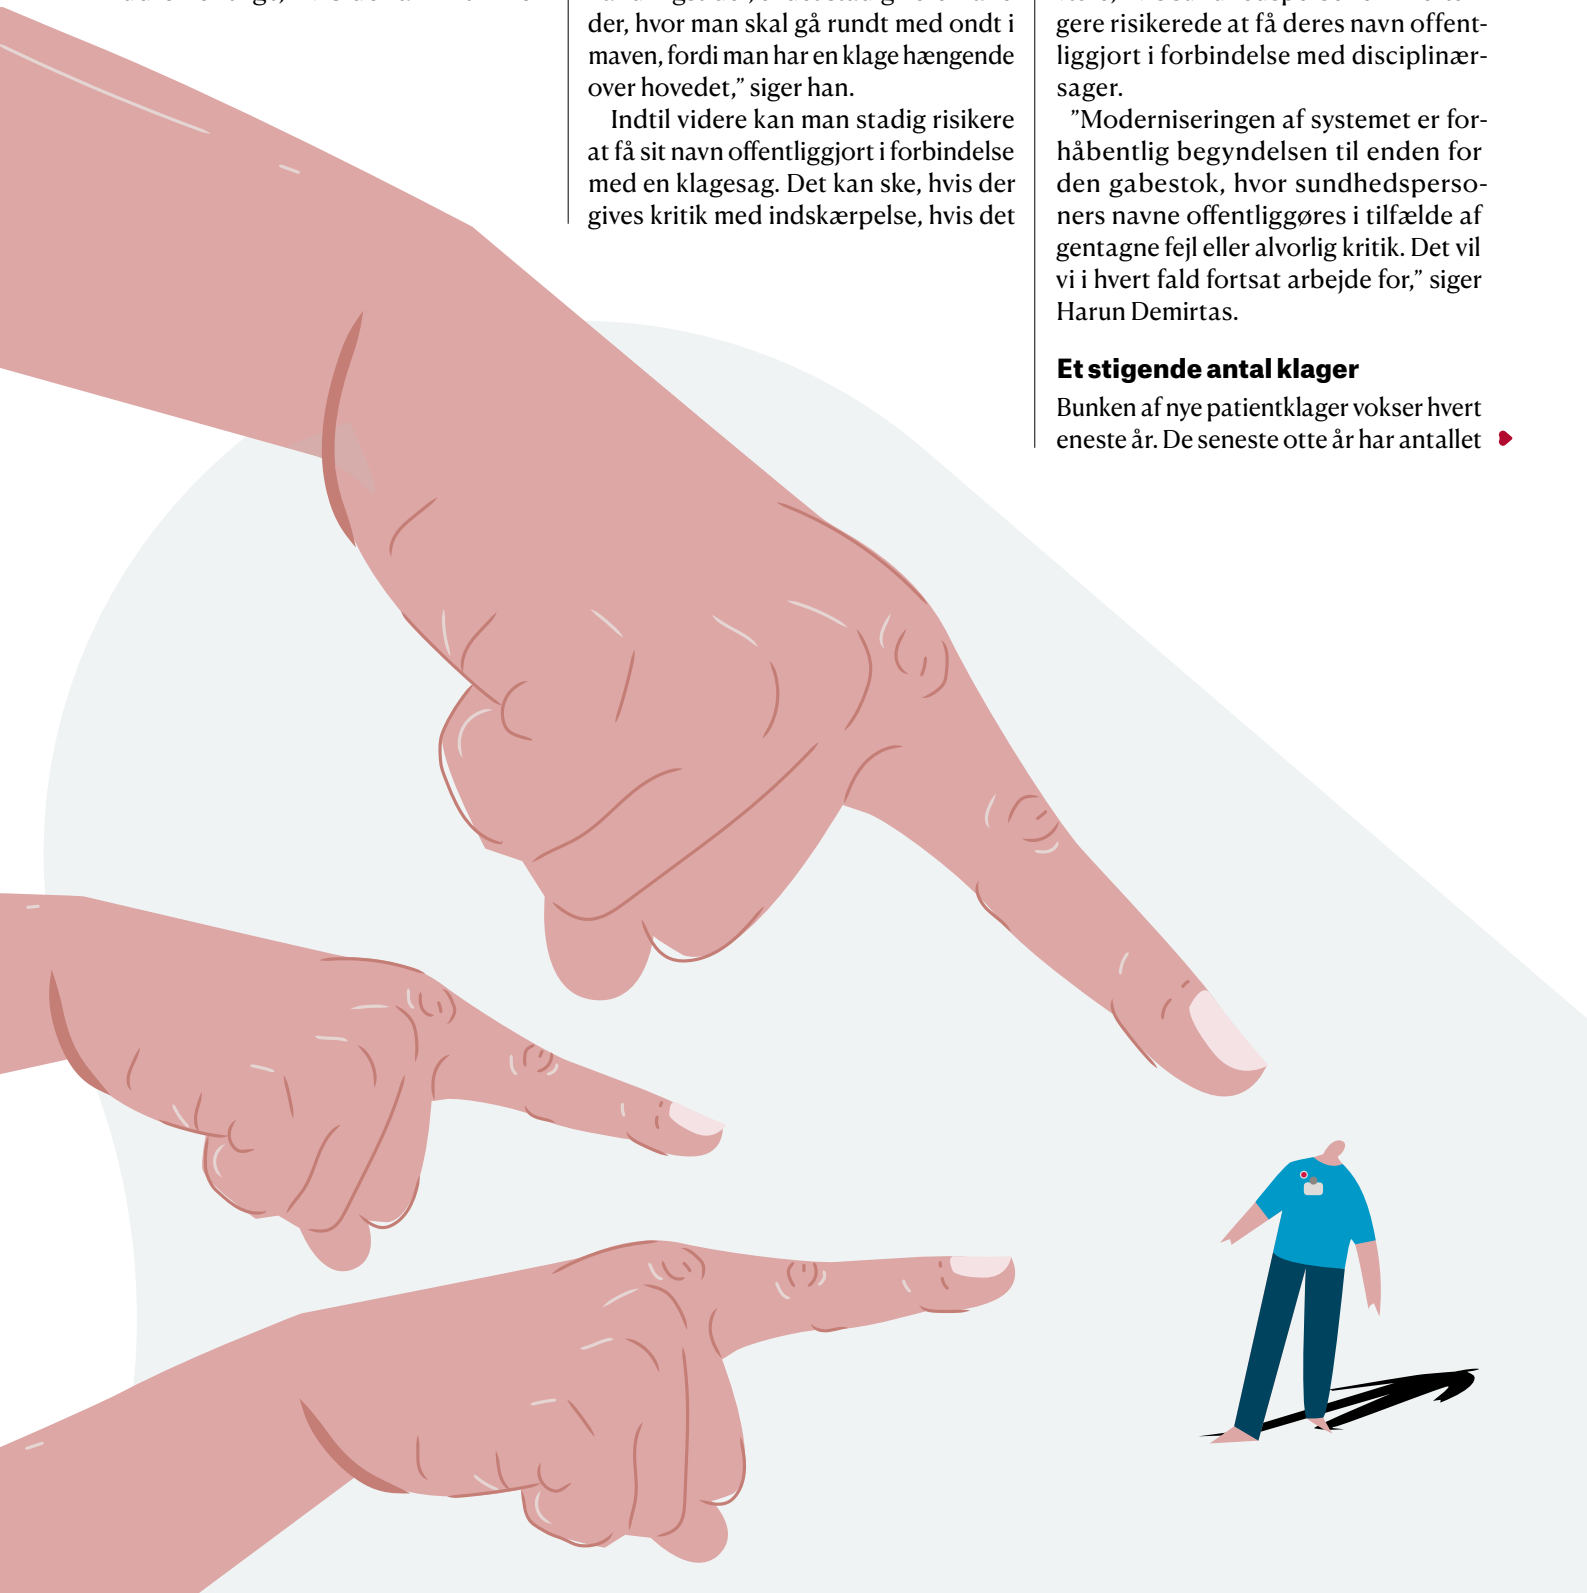 der, hvor man skal gå rundt med ondt i
maven, fordi man har en klage hængende
over hovedet,” siger han.
Indtil videre kan man stadig risikere
at få sit navn offentliggjort i forbindelse
med en klagesag. Det kan ske, hvis der
gives kritik med indskærpelse, hvis det
gere risikerede at få deres navn offent-
liggjort i forbindelse med disciplinær-
sager.
”Moderniseringen af systemet er for-
håbentlig begyndelsen til enden for
den gabestok, hvor sundhedsperso-
ners navne offentliggøres i tilfælde af
gentagne fejl eller alvorlig kritik. Det vil
vi i hvert fald fortsat arbejde for,” siger
Harun Demirtas.
Et stigende antal klager
Bunken af nye patientklager vokser hvert
eneste år. De seneste otte år har antallet